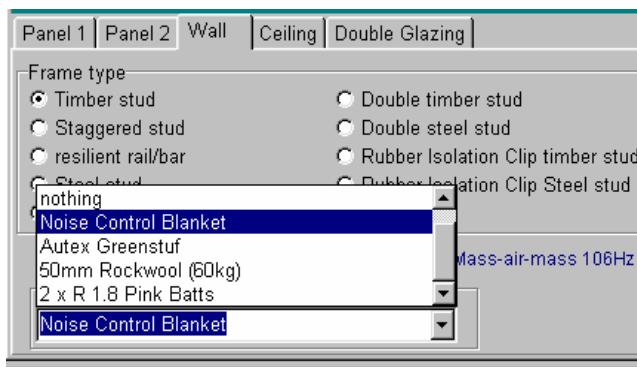 Panel 1 Panel 2 Wall Ceiling Double Glazing
Frame type
Timber stud Double timber stud
Staggered stud Double steel stud
resilient rail/bar Rubber Isolation Clip timber stud
Steel stud Rubber Isolation Clip Steel stud
nothing
Noise Control Blanket
Autex Greenstuf
Mass-air-mass 106Hz
50mm Rockwool (60kg)
2 x R 1.8 Pink Batts
Noise Control Blanket